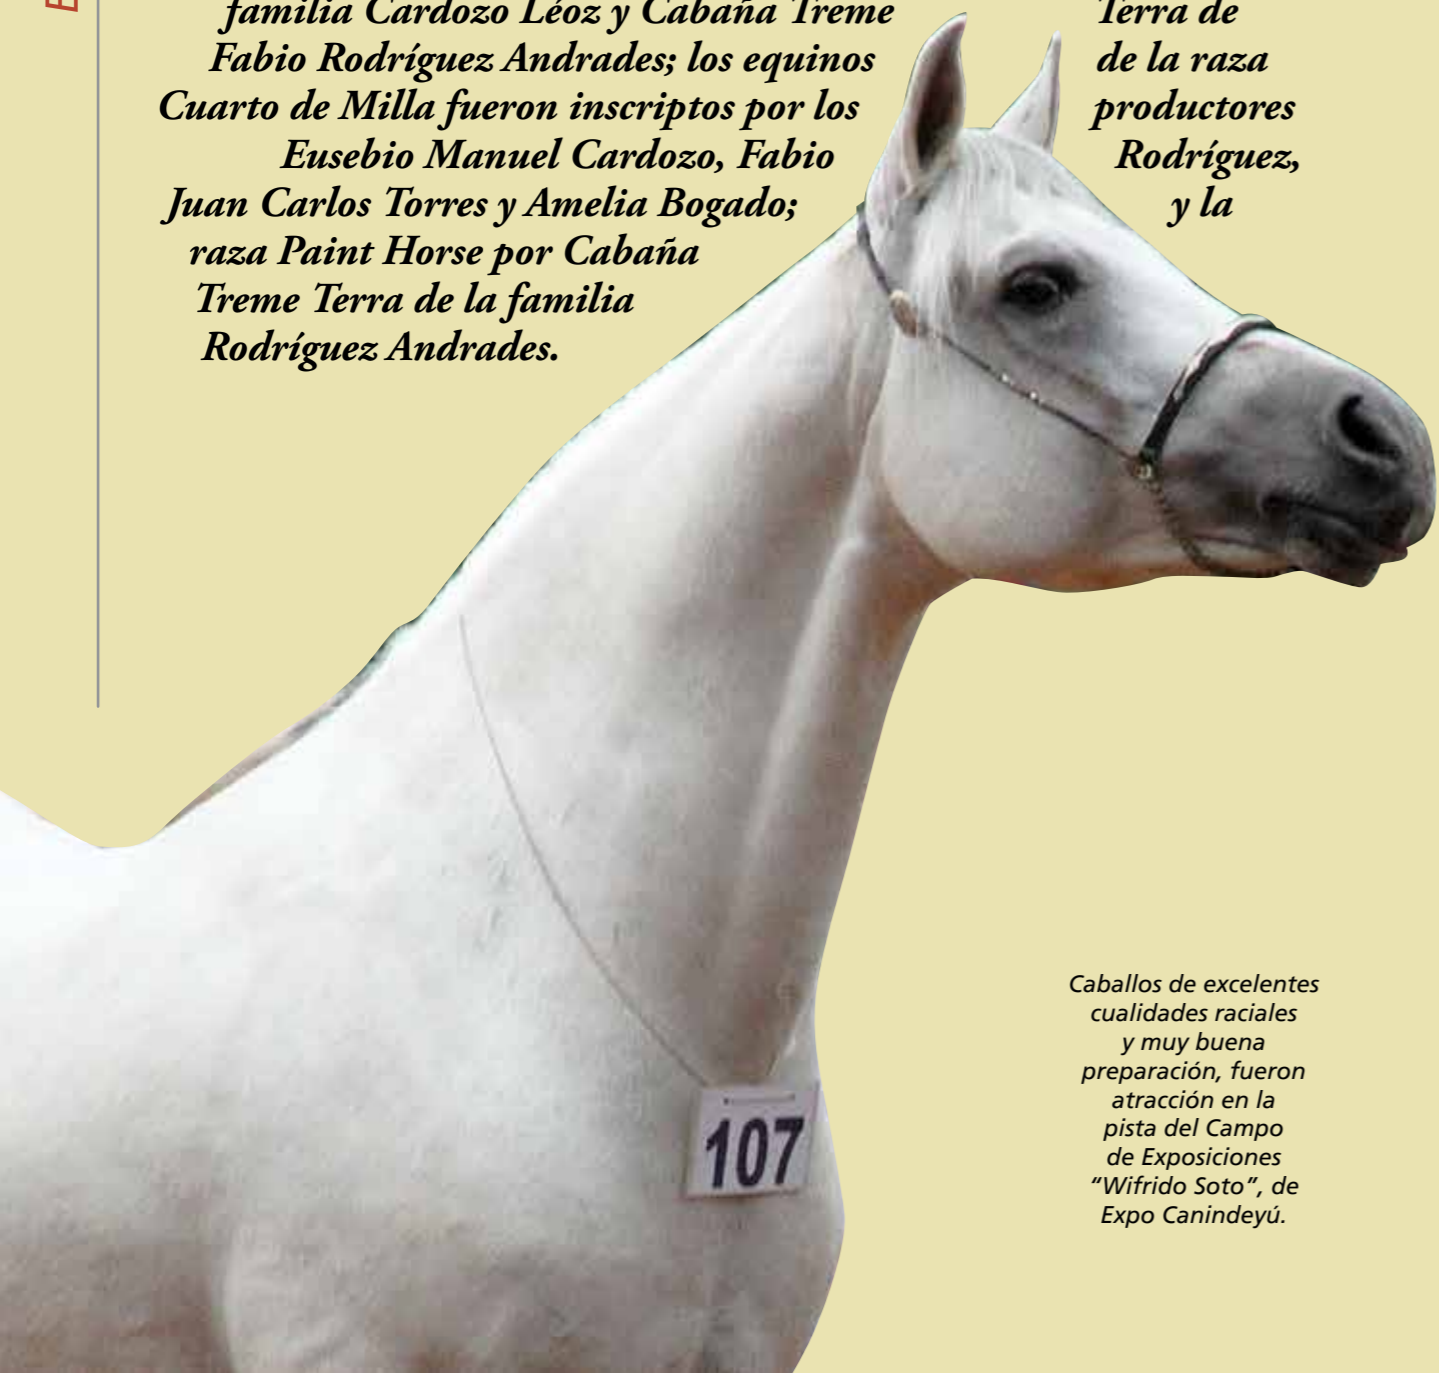 familia Cardozo Léoz y Cabaña Treme Terra de
Fabio Rodríguez Andrades; los equinos de la raza
Cuarto de Milla fueron inscriptos por los productores
Eusebio Manuel Cardozo, Fabio Rodríguez,
Juan Carlos Torres y Amelia Bogado; y la
raza Paint Horse por Cabaña
Treme Terra de la familia
Rodríguez Andrades.
107
Caballos de excelentes
cualidades raciales
y muy buena
preparación, fueron
atracción en la
pista del Campo
de Exposiciones
“Wifrido Soto”, de
Expo Canindeyú.